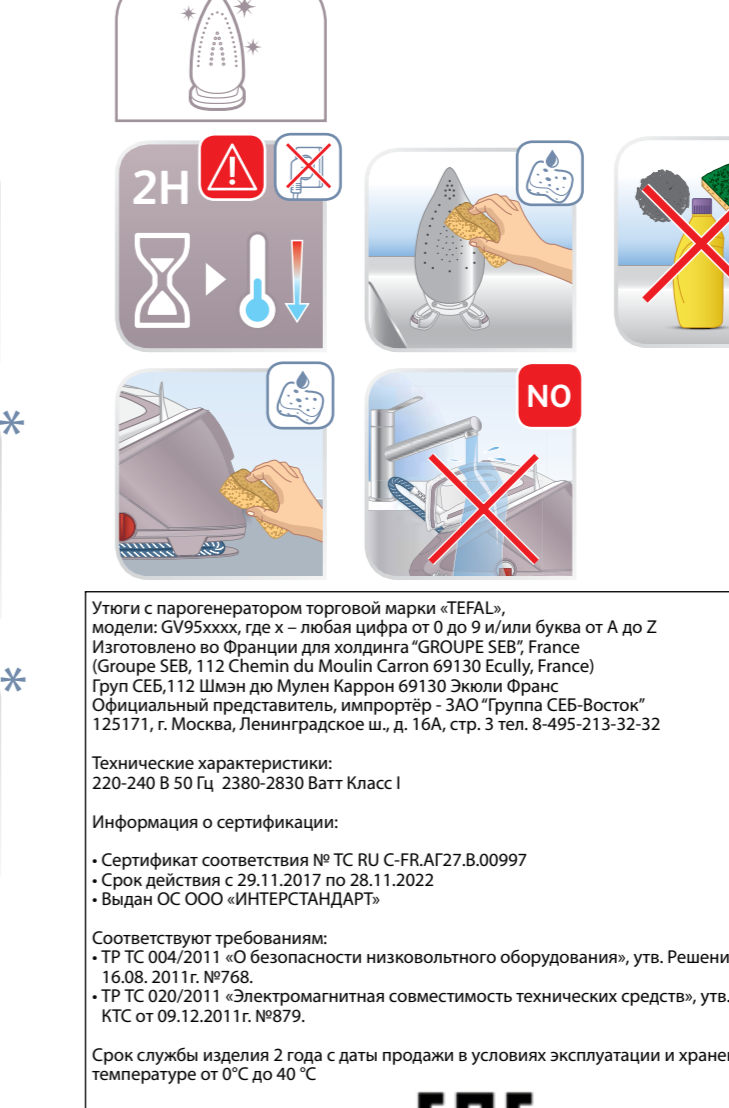 2H
NO
*
*
Утюги с парогенератором торговой марки «TEFAL»,
модели: GV95xxxx, где x – любая цифра от 0 до 9 и/или буква от A до Z
Изготовлено во Франции для холдинга “GROUPE SEB”, France
(Groupe SEB, 112 Chemin du Moulin Carron 69130 Ecully, France)
Груп СЕБ,112 Шмэн дю Мулен Каррон 69130 Экюли Франс
Официальный представитель, импрортёр - ЗАО “Группа СЕБ-Восток”
125171, г. Москва, Ленинградское ш., д. 16А, стр. 3 тел. 8-495-213-32-32
Технические характеристики:
220-240 В 50 Гц 2380-2830 Ватт Класс I
Информация о сертификации:
• Сертификат соответствия № ТС RU C-FR.АГ27.В.00997
• Срок действия с 29.11.2017 по 28.11.2022
• Выдан ОС ООО «ИНТЕРСТАНДАРТ»
Соответствуют требованиям:
• ТР ТС 004/2011 «О безопасности низковольтного оборудования», утв. Решени
16.08. 2011г. №768.
• ТР ТС 020/2011 «Электромагнитная совместимость технических средств», утв.
КТС от 09.12.2011г. №879.
Срок службы изделия 2 года с даты продажи в условиях эксплуатации и хране
температуре от 0°C до 40 °C